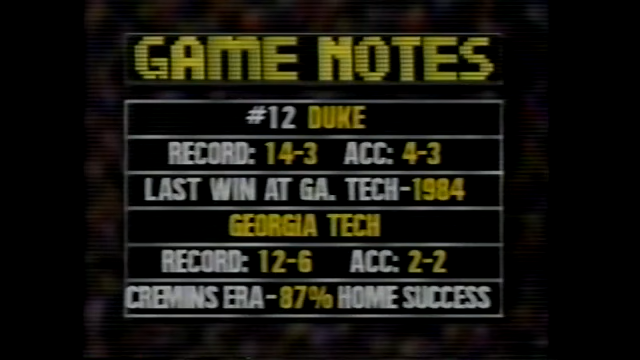 GAME NOTES
#12 DUKE
RECORD: 14-3 ACC: 4-3
LAST WIN AT GA. TECH-1984
GEORGIA TECH
RECORD: 12-6 ACC: 2-2
CREMINS ERA-87% HOME SUCCESS